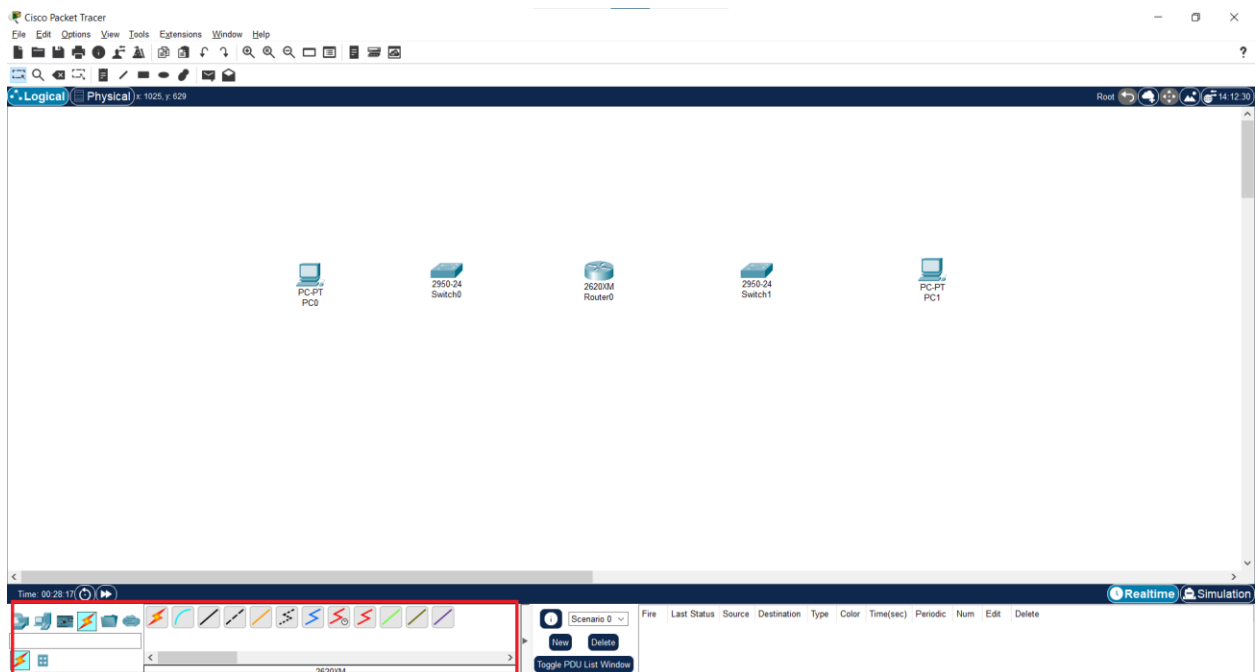 Cisco Packet Tracer
File Edit Options View Tools Extensions Window Help
?
Logical Physical x: 1025, y: 629 Root 14:12:30
PC-PT
PC0
2950-24
Switch0
2620XM
Router0
2950-24
Switch1
PC-PT
PC1
Time: 00:28:17 Realtime Simulation
Scenario 0 Fire Last Status Source Destination Type Color Time(sec) Periodic Num Edit Delete
New Delete
Toggle PDU List Window
2620XM